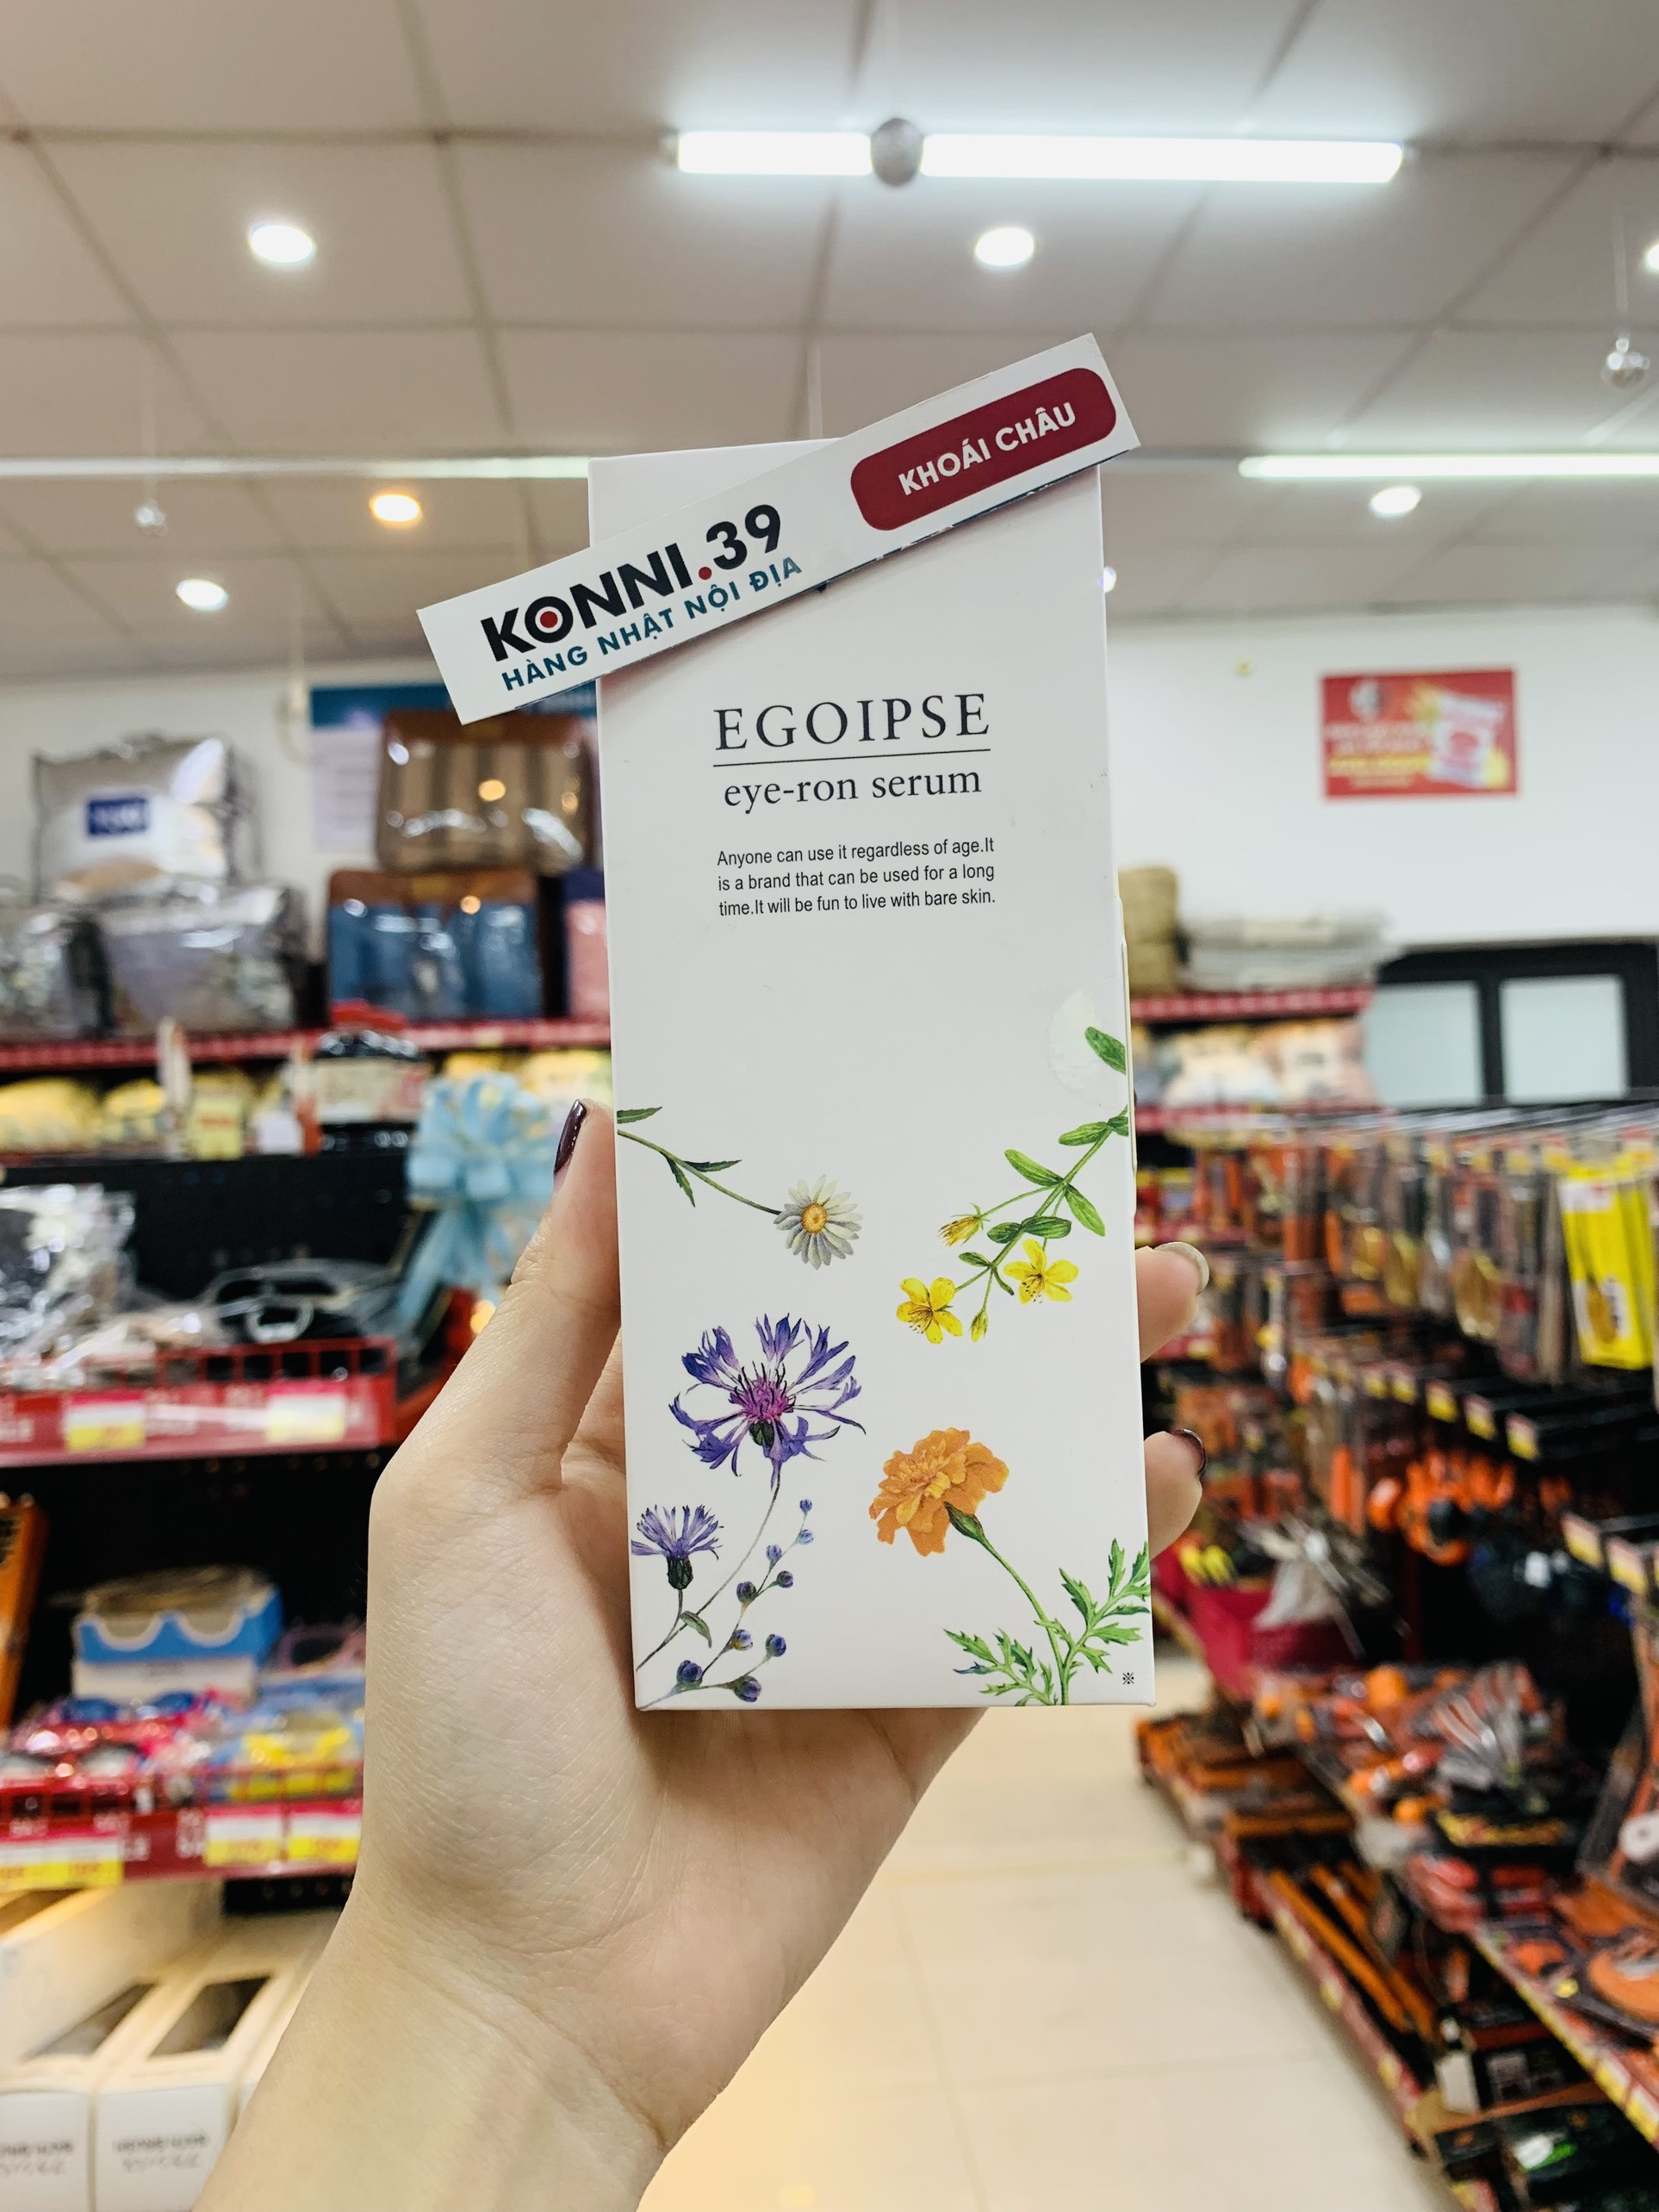 KHOÁI CHÂU
KONNI.39
HÀNG NHẬT NỘI ĐỊA
EGOIPSE
eye-ron serum
Anyone can use it regardless of age.It
is a brand that can be used for a long
time.It will be fun to live with bare skin.
※